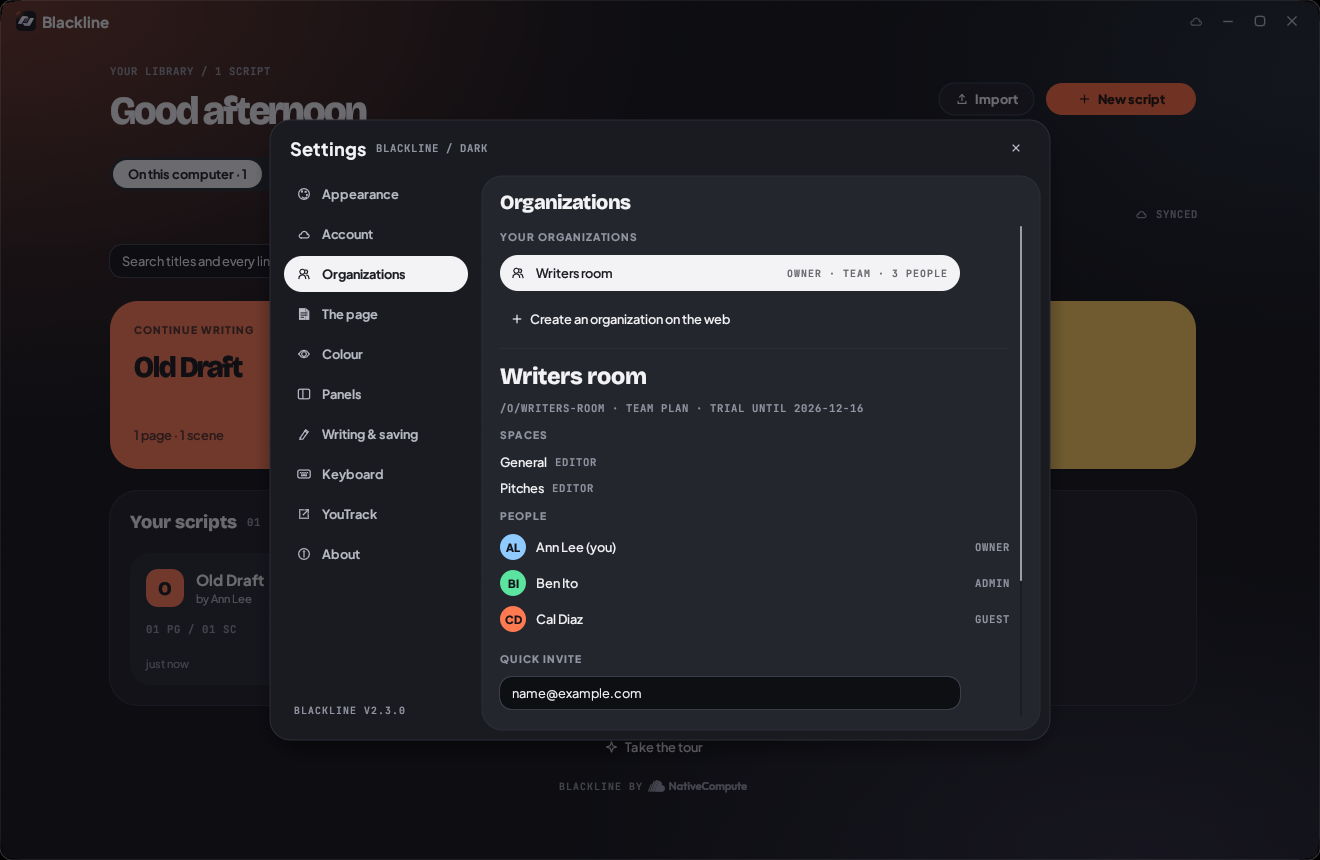 Blackline
YOUR LIBRARY / 1 SCRIPT
Good afternoon
Import
New script
On this computer · 1
SYNCED
Search titles and every lin
CONTINUE WRITING
Old Draft
1 page · 1 scene
Your scripts 01
O
Old Draft
by Ann Lee
01 PG / 01 SC
just now
Settings BLACKLINE / DARK
Appearance
Account
Organizations
The page
Colour
Panels
Writing & saving
Keyboard
YouTrack
About
BLACKLINE V2.3.0
Organizations
YOUR ORGANIZATIONS
Writers room OWNER · TEAM · 3 PEOPLE
Create an organization on the web
Writers room
/O/WRITERS-ROOM · TEAM PLAN · TRIAL UNTIL 2026-12-16
SPACES
General EDITOR
Pitches EDITOR
PEOPLE
AL Ann Lee (you) OWNER
BI Ben Ito ADMIN
CD Cal Diaz GUEST
QUICK INVITE
name@example.com
Take the tour
BLACKLINE BY NativeCompute